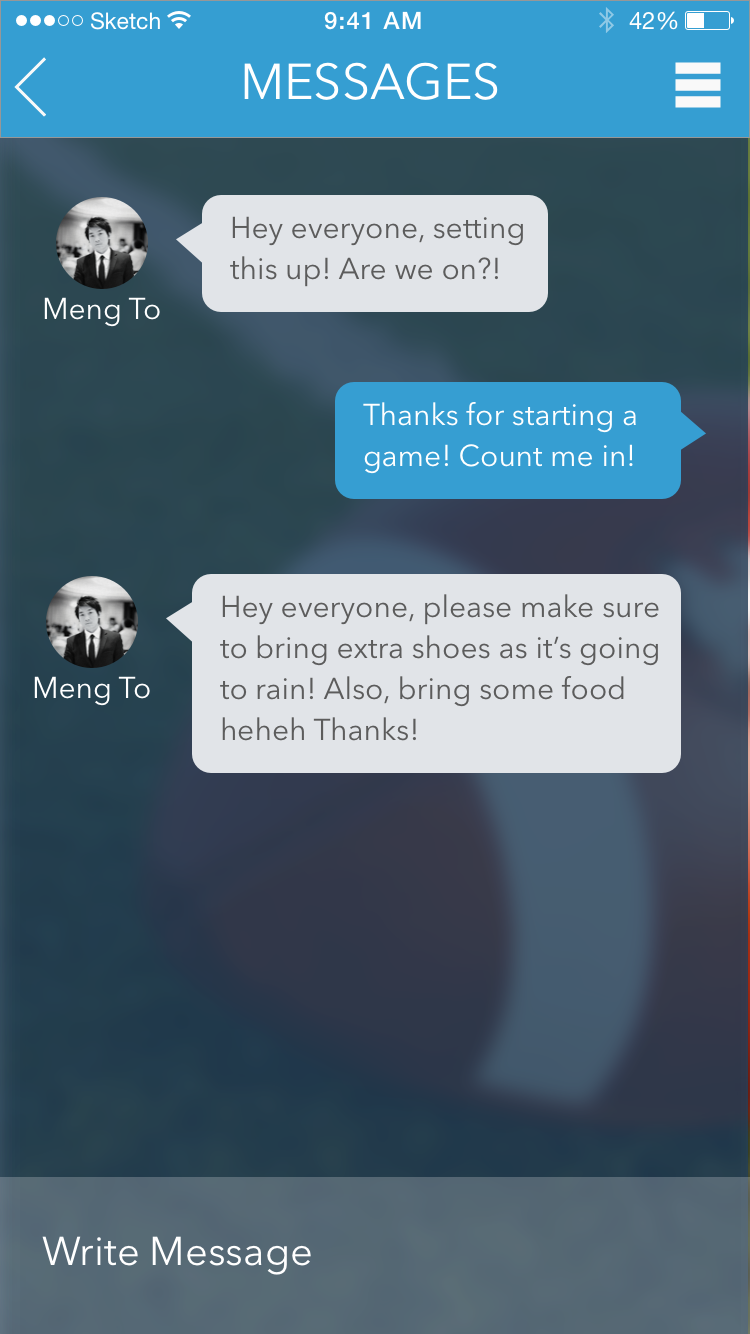 Sketch 9:41 AM 42%
MESSAGES
Hey everyone, setting
this up! Are we on?!
Meng To
Thanks for starting a
game! Count me in!
Hey everyone, please make sure
to bring extra shoes as it’s going
to rain! Also, bring some food
heheh Thanks!
Meng To
Write Message